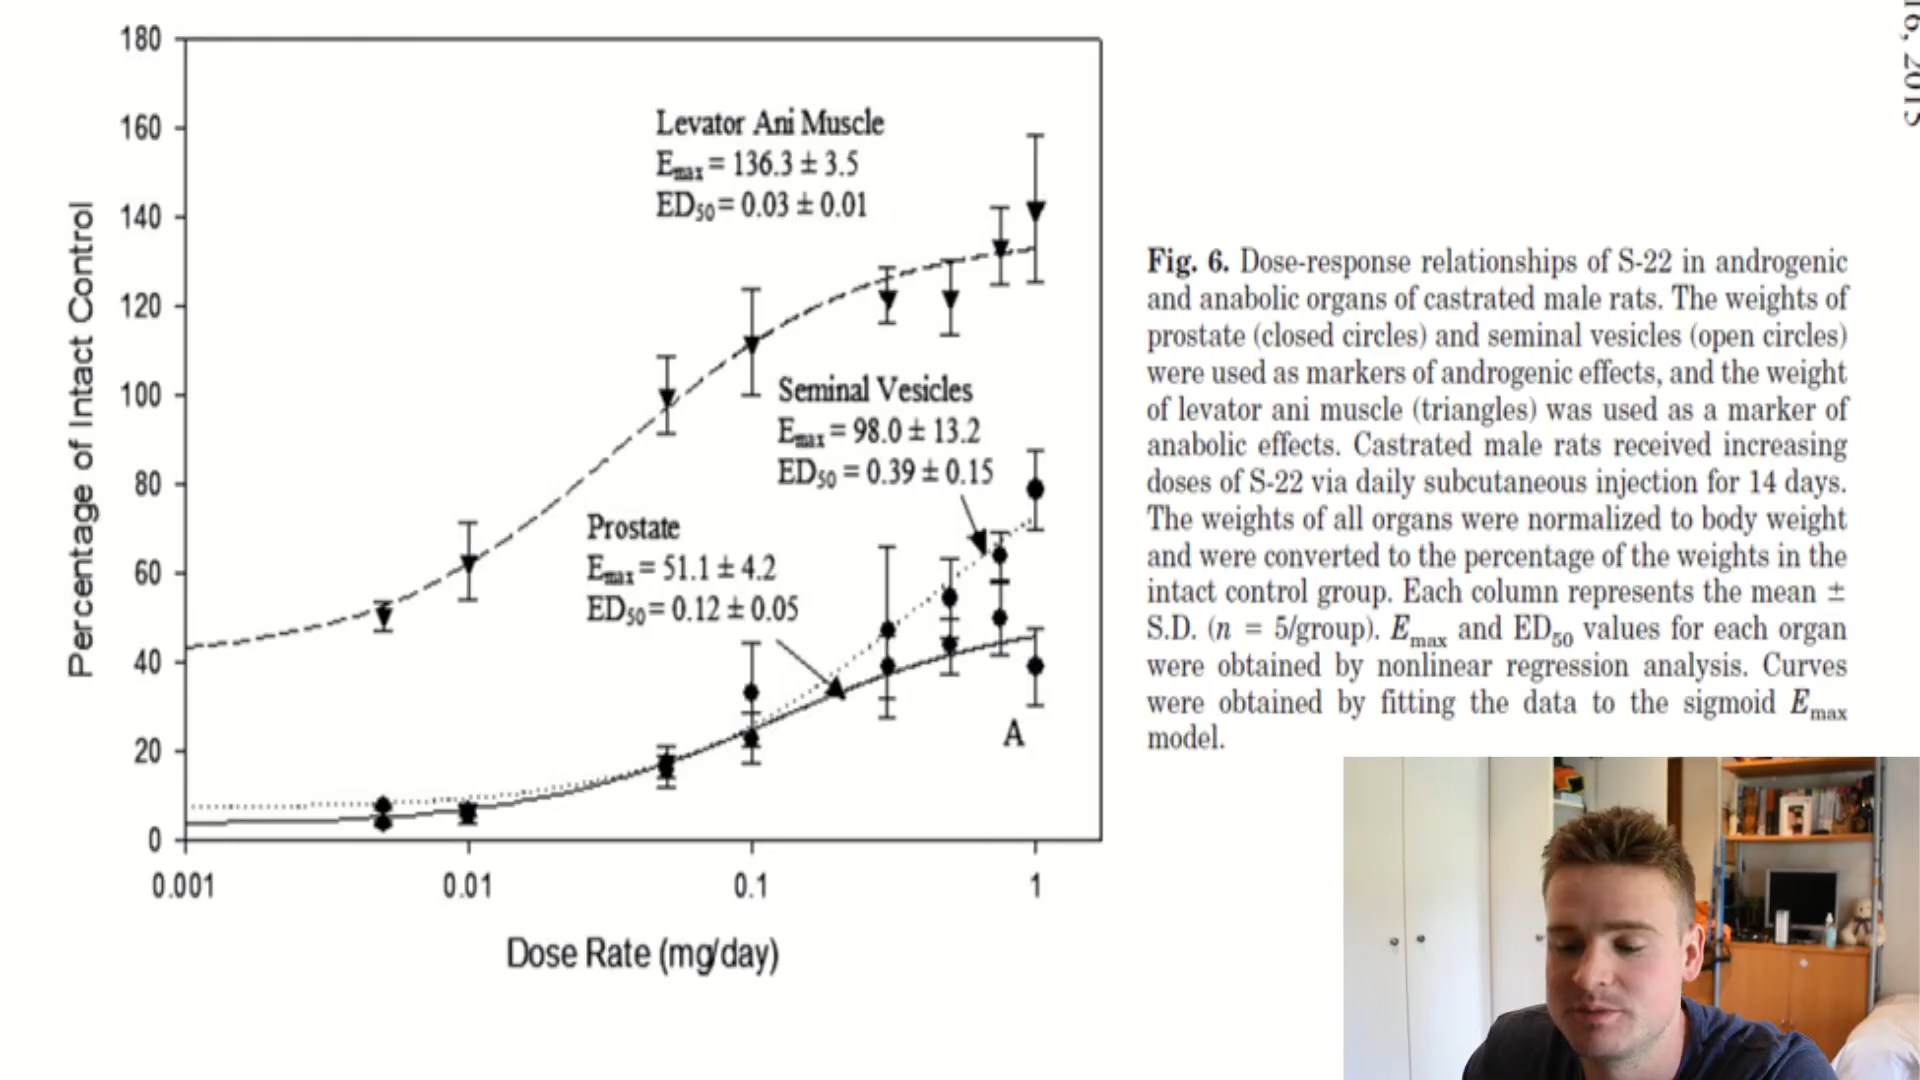 180
160
140
120
100
80
60
40
20
0
Percentage of Intact Control
Levator Ani Muscle
Emax = 136.3 ± 3.5
ED50 = 0.03 ± 0.01
Seminal Vesicles
Emax = 98.0 ± 13.2
ED50 = 0.39 ± 0.15
Prostate
Emax = 51.1 ± 4.2
ED50 = 0.12 ± 0.05
A
0.001 0.01 0.1 1
Dose Rate (mg/day)
Fig. 6. Dose-response relationships of S-22 in androgenic
and anabolic organs of castrated male rats. The weights of
prostate (closed circles) and seminal vesicles (open circles)
were used as markers of androgenic effects, and the weight
of levator ani muscle (triangles) was used as a marker of
anabolic effects. Castrated male rats received increasing
doses of S-22 via daily subcutaneous injection for 14 days.
The weights of all organs were normalized to body weight
and were converted to the percentage of the weights in the
intact control group. Each column represents the mean ±
S.D. (n = 5/group). Emax and ED50 values for each organ
were obtained by nonlinear regression analysis. Curves
were obtained by fitting the data to the sigmoid Emax
model.
16, 2015